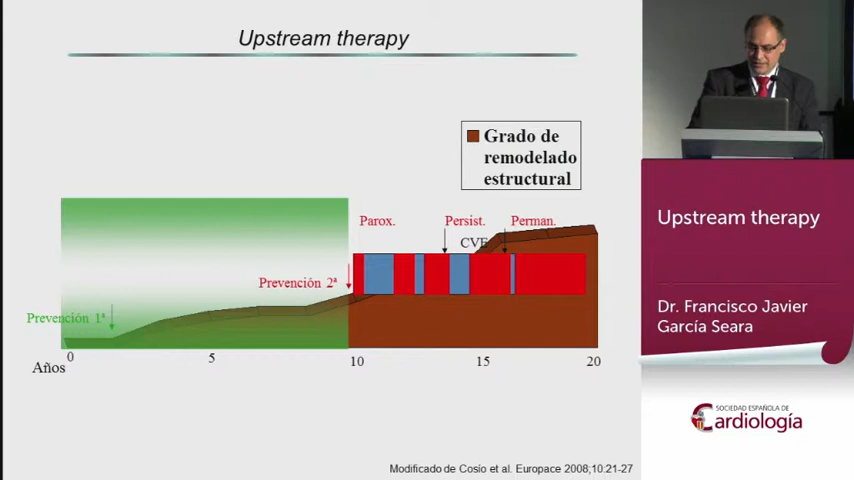 Upstream therapy
Grado de
remodelado
estructural
Parox.
Persist.
Perman.
CVE
Prevención 2ª
Prevención 1ª
0
5
10
15
20
Años
Modificado de Cosío et al. Europace 2008;10:21-27
Upstream therapy
Dr. Francisco Javier
García Seara
SOCIEDAD ESPAÑOLA DE
Cardiología